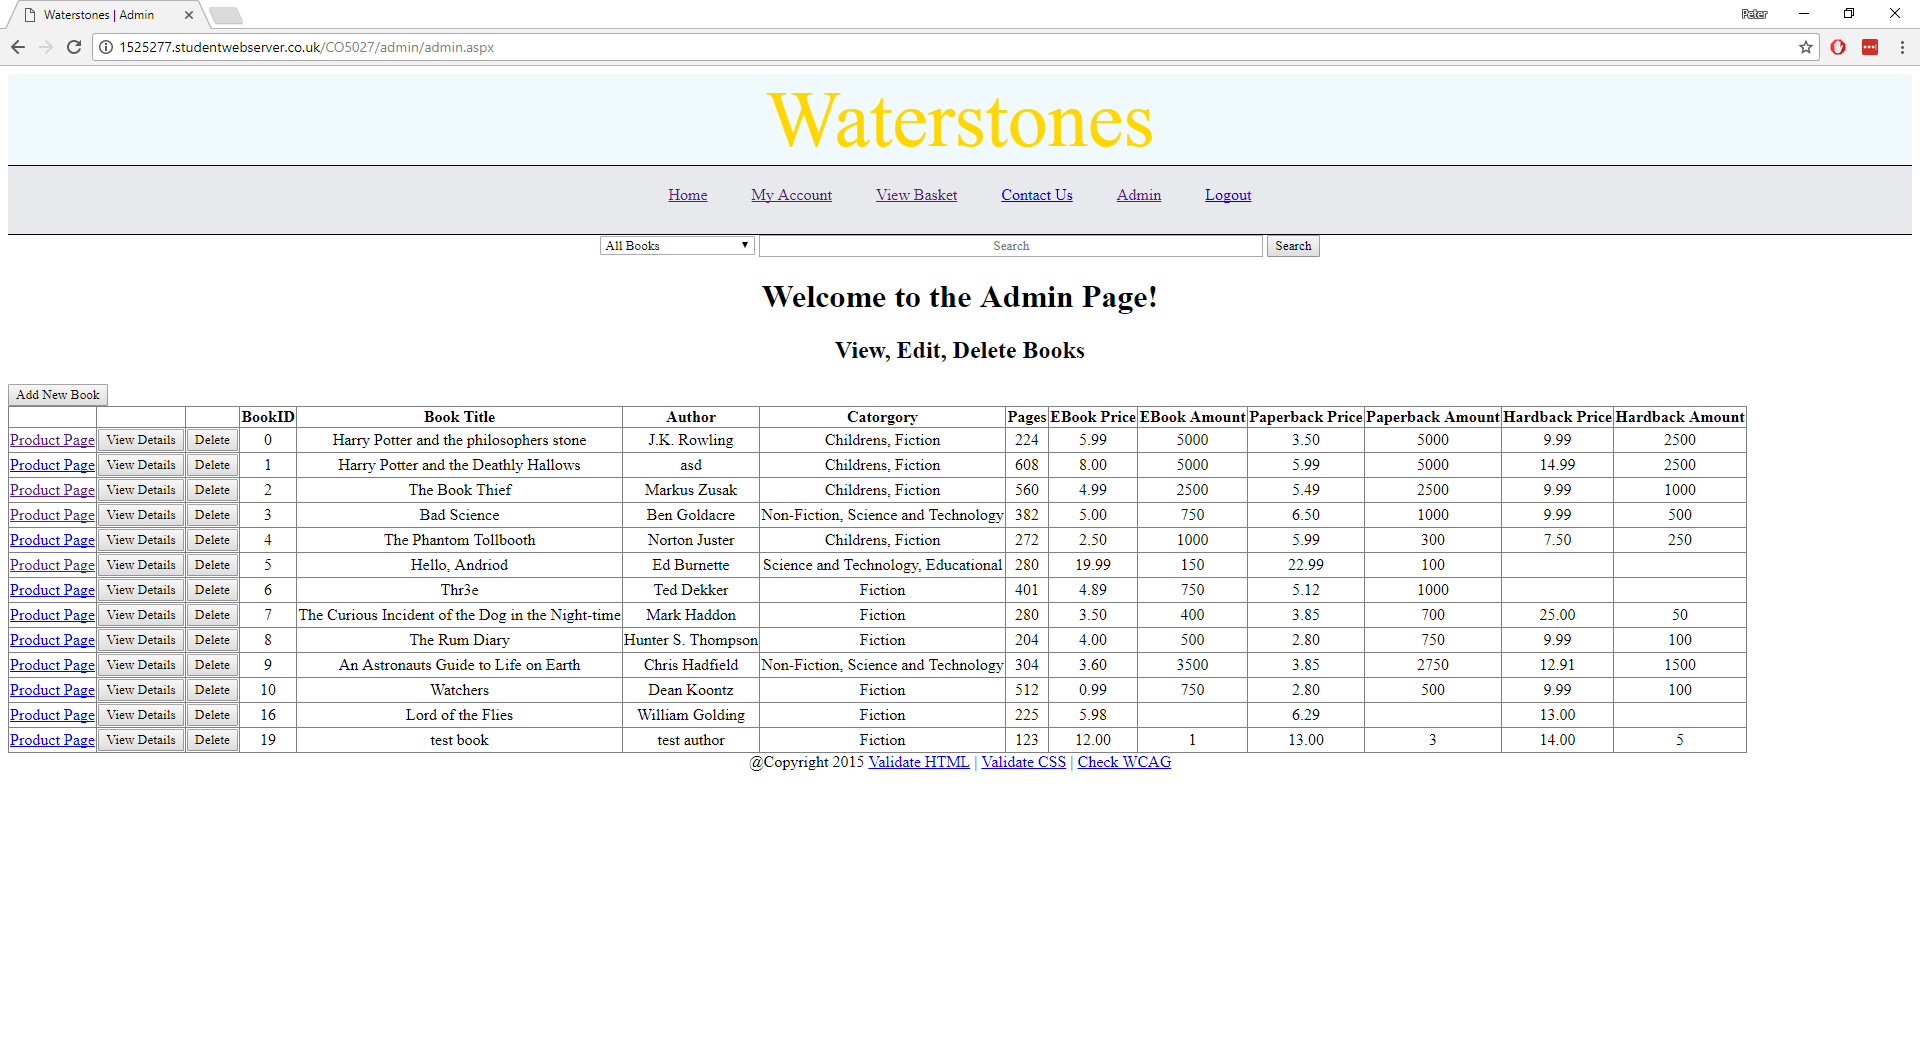 Waterstones | Admin
Peter
1525277.studentwebserver.co.uk/CO5027/admin/admin.aspx
Waterstones
Home My Account View Basket Contact Us Admin Logout
All Books Search Search
Welcome to the Admin Page!
View, Edit, Delete Books
Add New Book
BookID Book Title Author Catorgory Pages EBook Price EBook Amount Paperback Price Paperback Amount Hardback Price Hardback Amount
Product Page View Details Delete 0 Harry Potter and the philosophers stone J.K. Rowling Childrens, Fiction 224 5.99 5000 3.50 5000 9.99 2500
Product Page View Details Delete 1 Harry Potter and the Deathly Hallows asd Childrens, Fiction 608 8.00 5000 5.99 5000 14.99 2500
Product Page View Details Delete 2 The Book Thief Markus Zusak Childrens, Fiction 560 4.99 2500 5.49 2500 9.99 1000
Product Page View Details Delete 3 Bad Science Ben Goldacre Non-Fiction, Science and Technology 382 5.00 750 6.50 1000 9.99 500
Product Page View Details Delete 4 The Phantom Tollbooth Norton Juster Childrens, Fiction 272 2.50 1000 5.99 300 7.50 250
Product Page View Details Delete 5 Hello, Andriod Ed Burnette Science and Technology, Educational 280 19.99 150 22.99 100
Product Page View Details Delete 6 Thr3e Ted Dekker Fiction 401 4.89 750 5.12 1000
Product Page View Details Delete 7 The Curious Incident of the Dog in the Night-time Mark Haddon Fiction 280 3.50 400 3.85 700 25.00 50
Product Page View Details Delete 8 The Rum Diary Hunter S. Thompson Fiction 204 4.00 500 2.80 750 9.99 100
Product Page View Details Delete 9 An Astronauts Guide to Life on Earth Chris Hadfield Non-Fiction, Science and Technology 304 3.60 3500 3.85 2750 12.91 1500
Product Page View Details Delete 10 Watchers Dean Koontz Fiction 512 0.99 750 2.80 500 9.99 100
Product Page View Details Delete 16 Lord of the Flies William Golding Fiction 225 5.98 6.29 13.00
Product Page View Details Delete 19 test book test author Fiction 123 12.00 1 13.00 3 14.00 5
@Copyright 2015 Validate HTML | Validate CSS | Check WCAG